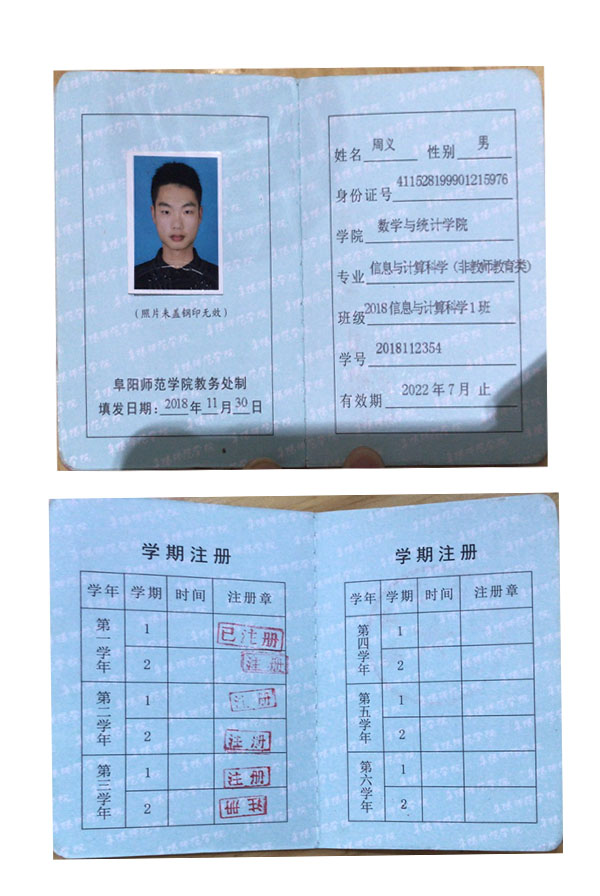 (照片未盖钢印无效)
阜阳师范学院教务处制
填发日期：2018 年 11 月 30 日
姓名 周义 性别 男
身份证号 411528199901215976
学院 数学与统计学院
专业 信息与计算科学（非教师教育类）
班级 2018信息与计算科学1班
学号 2018112354
有效期 2022年7月 止
学期注册
学年 学期 时间 注册章
第一学年 1 已注册
2 注册
第二学年 1 注册
2 注册
第三学年 1 注册
2 注册
学期注册
学年 学期 时间 注册章
第四学年 1
2
第五学年 1
2
第六学年 1
2